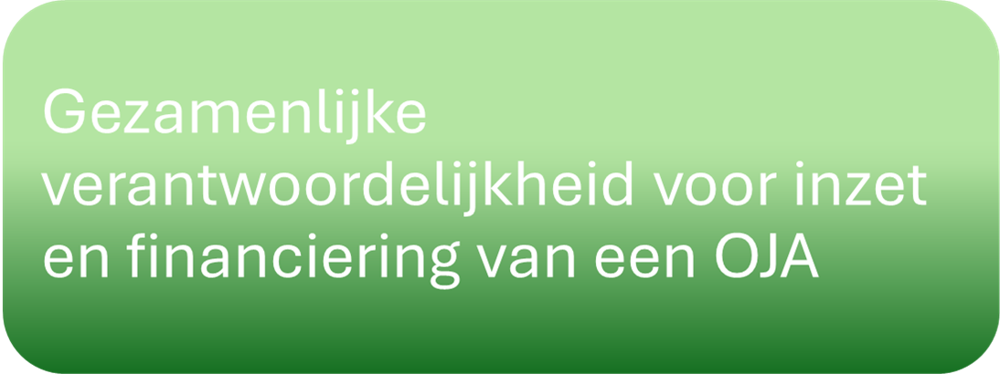 Gezamenlijke
verantwoordelijkheid voor inzet
en financiering van een OJA